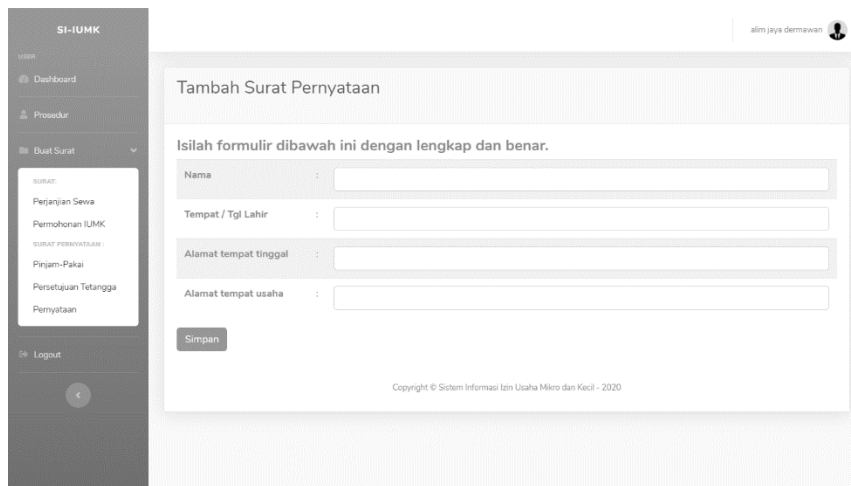 SI-IUMK
alim jaya dermawan
USER
Dashboard
Prosedur
Buat Surat
SURAT:
Perjanjian Sewa
Permohonan IUMK
SURAT PERNYATAAN :
Pinjam-Pakai
Persetujuan Tetangga
Pernyataan
Logout
Tambah Surat Pernyataan
Isilah formulir dibawah ini dengan lengkap dan benar.
Nama :
Tempat / Tgl Lahir :
Alamat tempat tinggal :
Alamat tempat usaha :
Simpan
Copyright © Sistem Informasi Izin Usaha Mikro dan Kecil - 2020